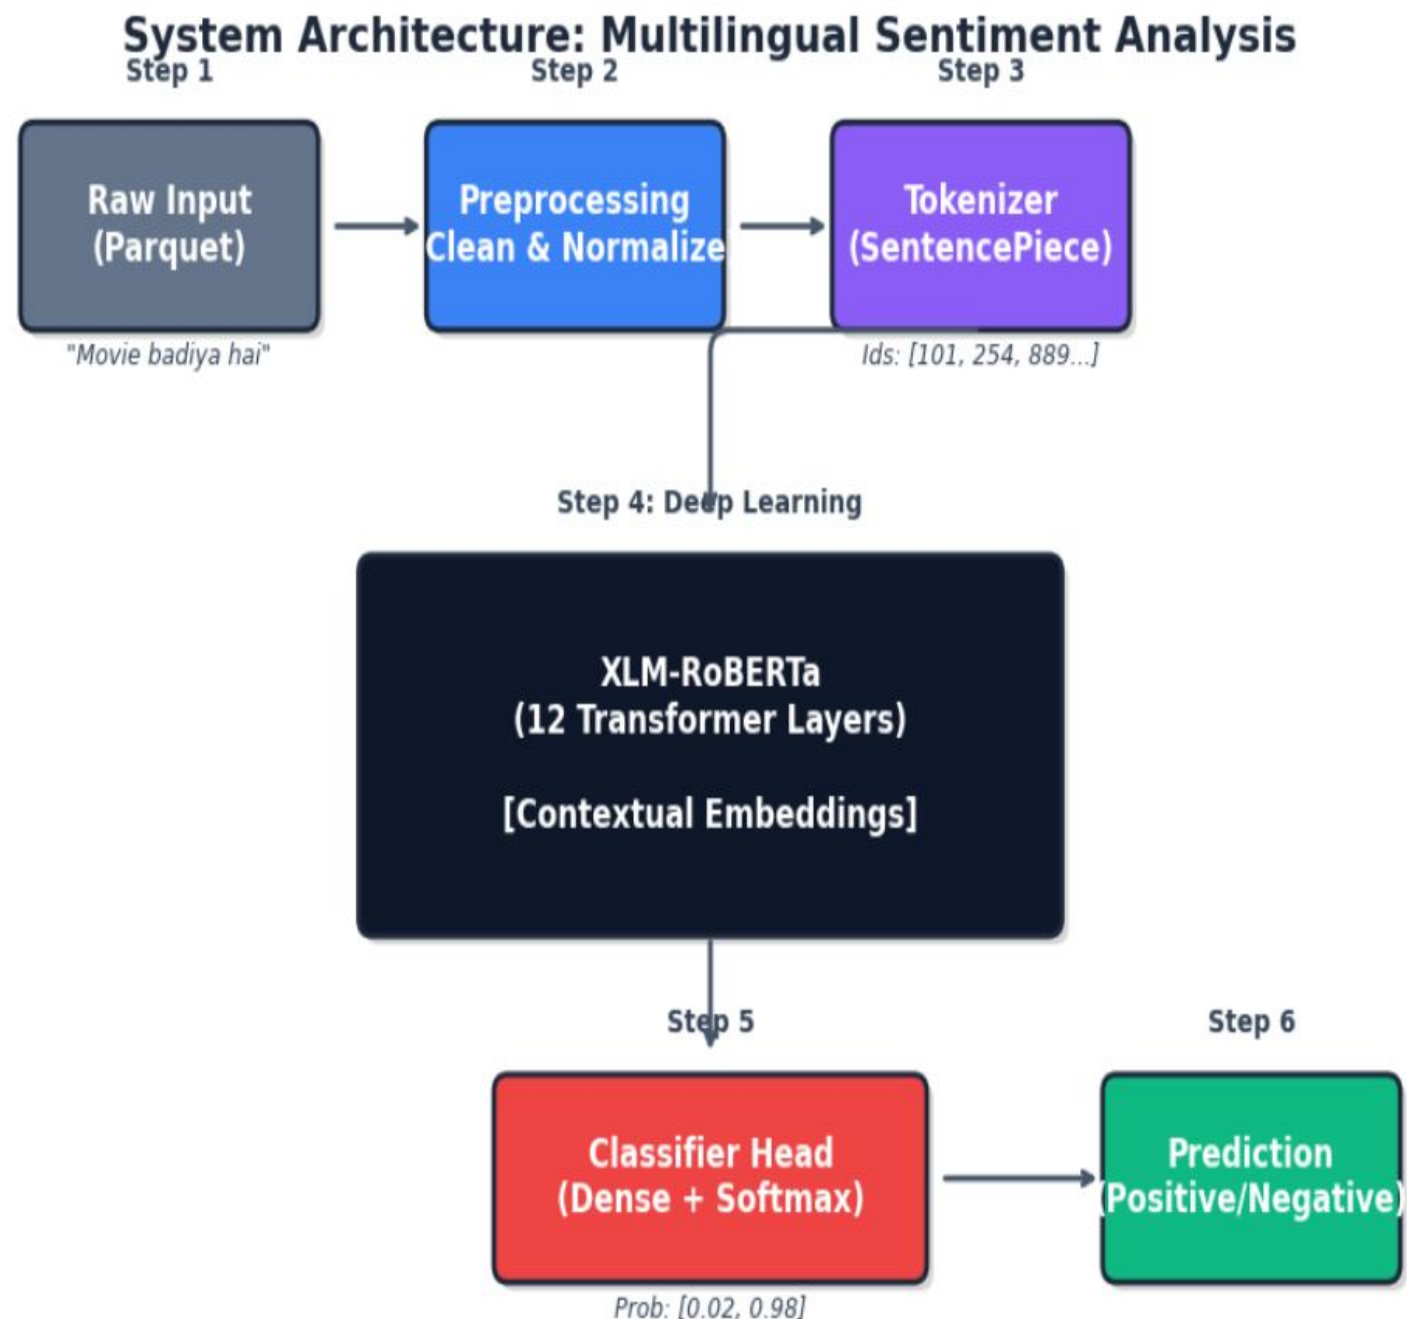 System Architecture: Multilingual Sentiment Analysis
Step 1
Step 2
Step 3
Raw Input
(Parquet)
Preprocessing
Clean & Normalize
Tokenizer
(SentencePiece)
"Movie badiya hai"
Ids: [101, 254, 889...]
Step 4: Deep Learning
XLM-RoBERTa
(12 Transformer Layers)
[Contextual Embeddings]
Step 5
Step 6
Classifier Head
(Dense + Softmax)
Prediction
(Positive/Negative)
Prob: [0.02, 0.98]